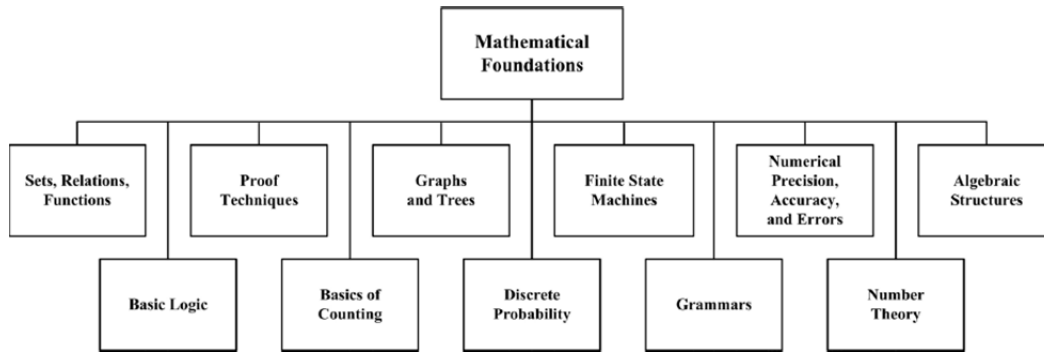 Mathematical
Foundations
Sets, Relations,
Functions
Proof
Techniques
Graphs
and Trees
Finite State
Machines
Numerical
Precision,
Accuracy,
and Errors
Algebraic
Structures
Basic Logic
Basics of
Counting
Discrete
Probability
Grammars
Number
Theory